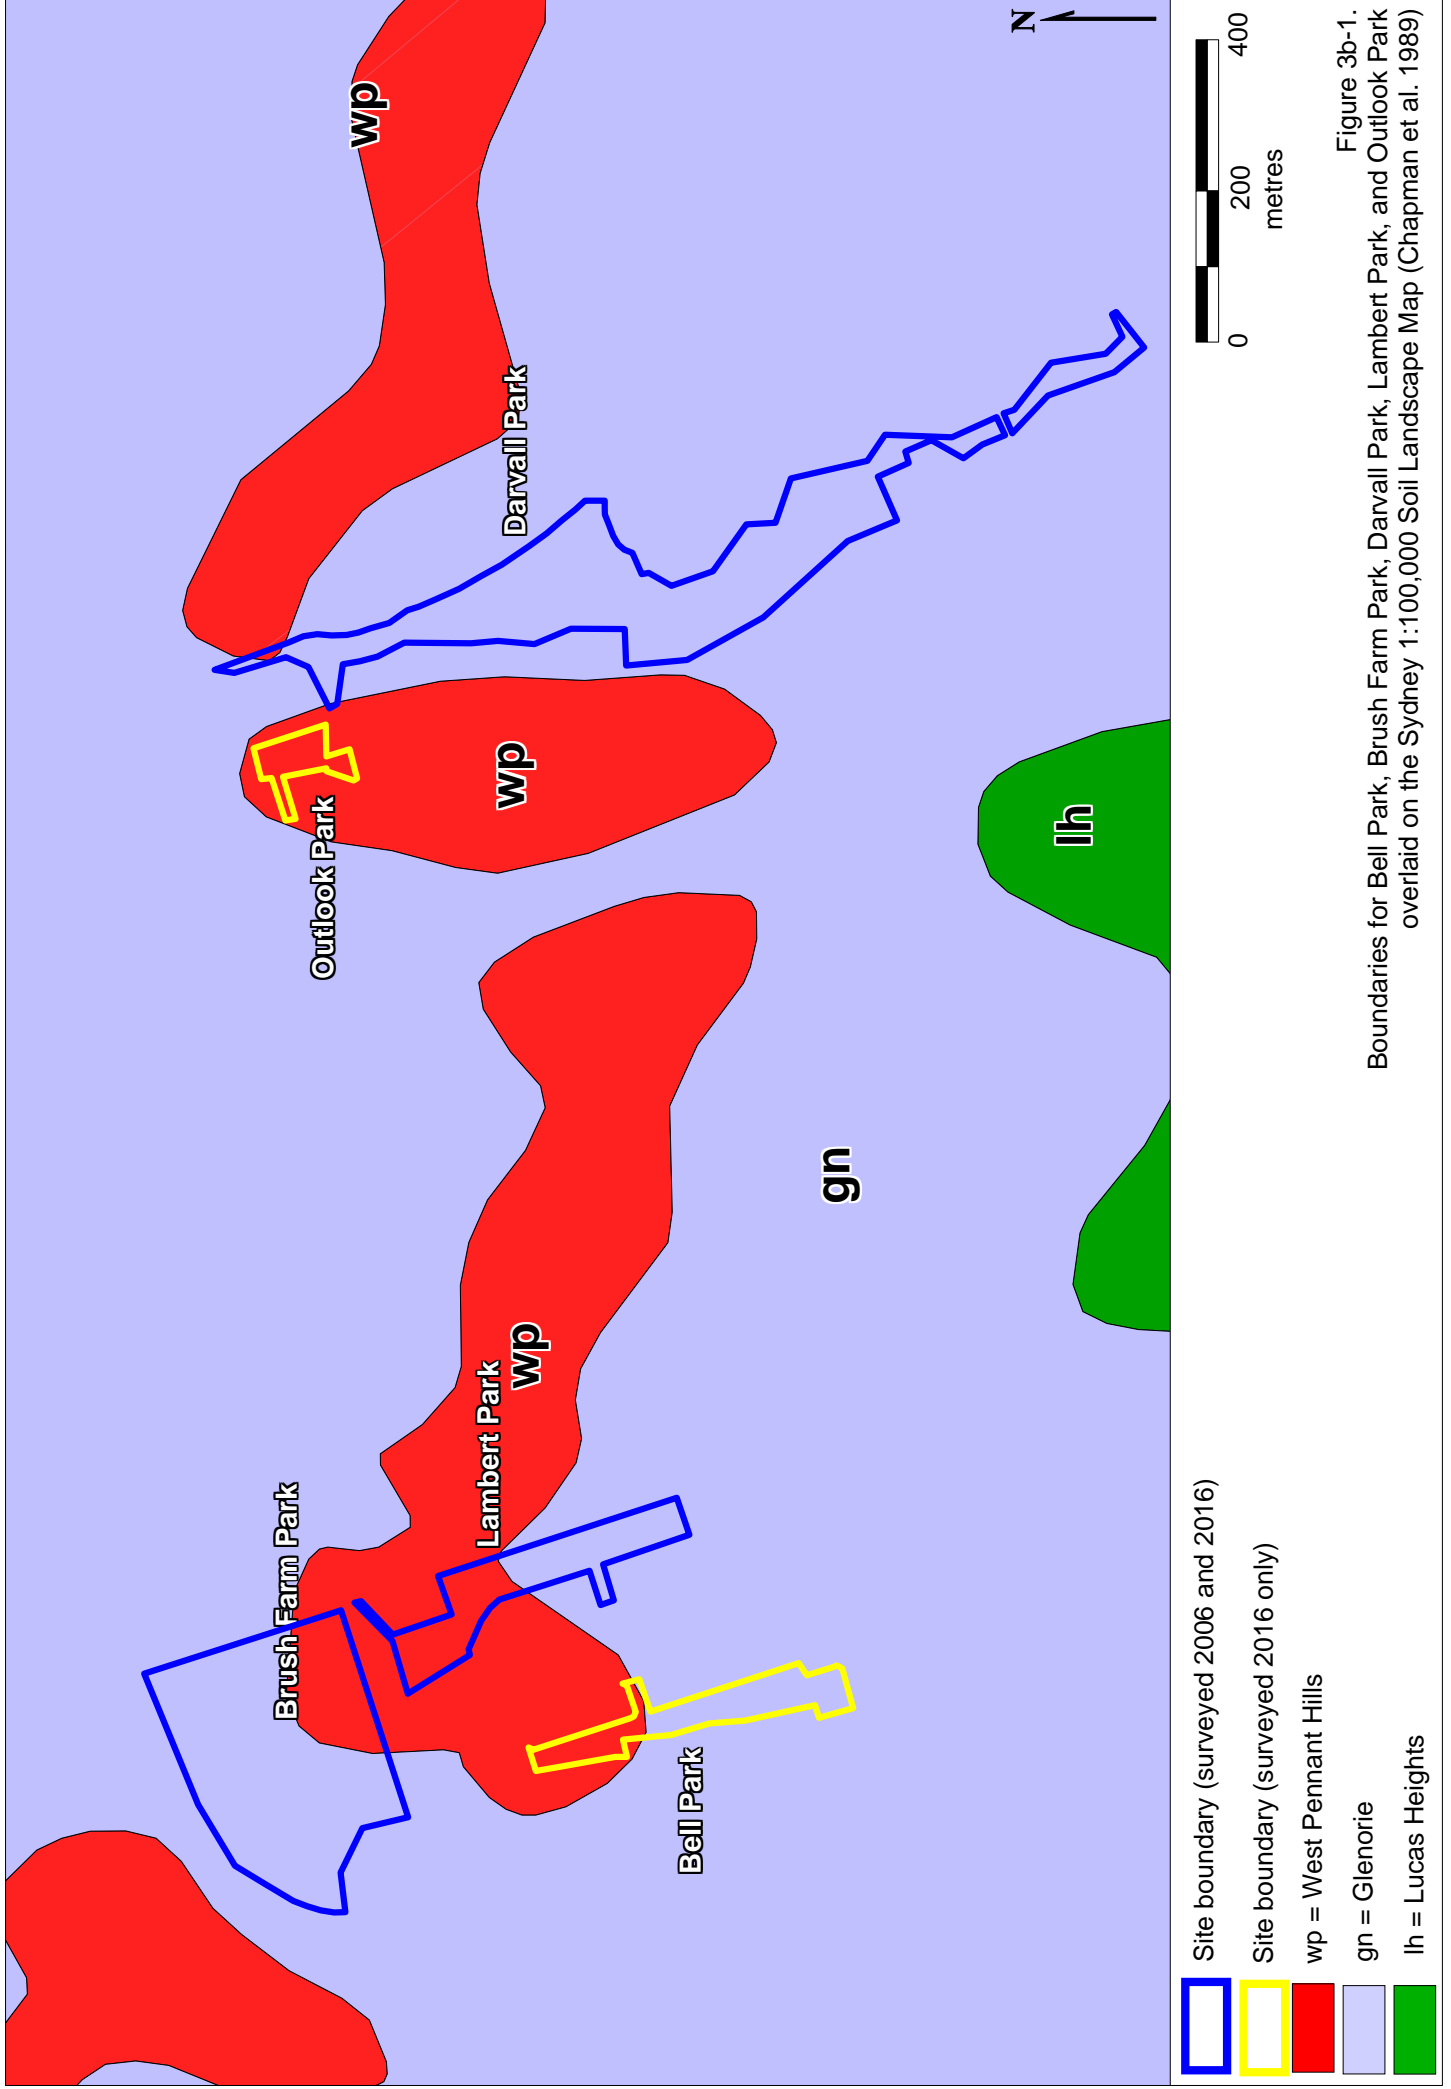 wp
N
Darvall Park
Outlook Park
wp
lh
gn
wp
Lambert Park
Brush Farm Park
Bell Park
0
200
400
metres
Site boundary (surveyed 2006 and 2016)
Site boundary (surveyed 2016 only)
wp = West Pennant Hills
gn = Glenorie
lh = Lucas Heights
Figure 3b-1.
Boundaries for Bell Park, Brush Farm Park, Darvall Park, Lambert Park, and Outlook Park
overlaid on the Sydney 1:100,000 Soil Landscape Map (Chapman et al. 1989)